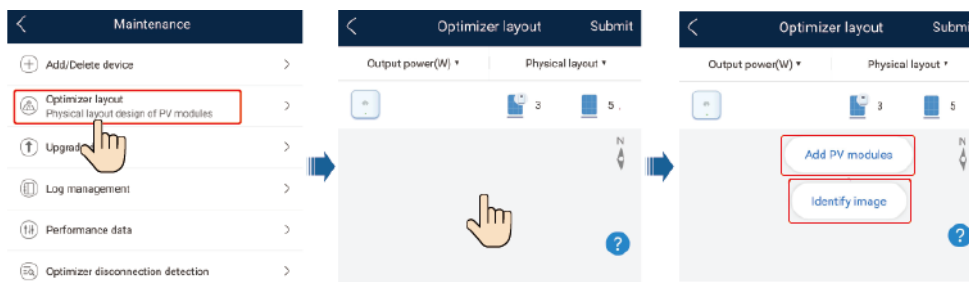 Maintenance
Add/Delete device
Optimizer layout
Physical layout design of PV modules
Upgrad
Log management
Performance data
Optimizer disconnection detection
Optimizer layout Submit
Output power(W) Physical layout
3 5 .
N
?
Optimizer layout Submi
Output power(W) Physical layout
3 5
N
Add PV modules
Identify image
?